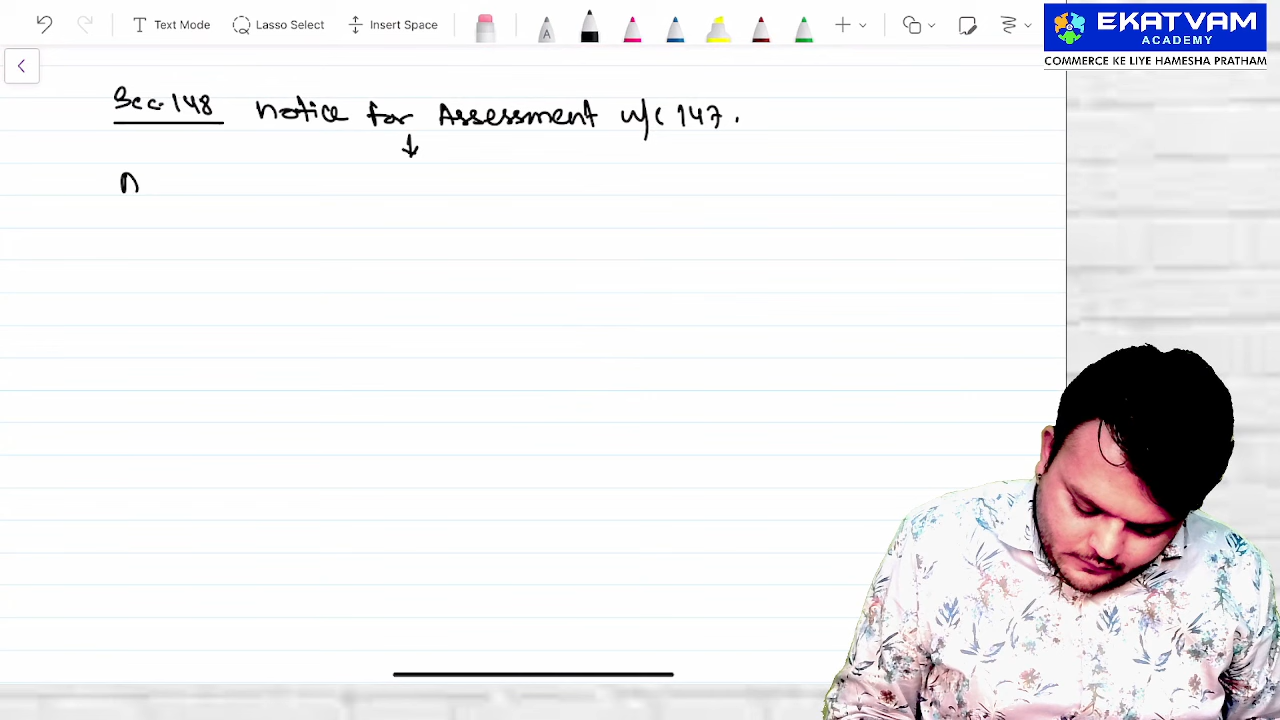 Text Mode Lasso Select Insert Space
EKATVAM
ACADEMY
COMMERCE KE LIYE HAMESHA PRATHAM
Sec.148 Notice for Assessment u/s 147.
n